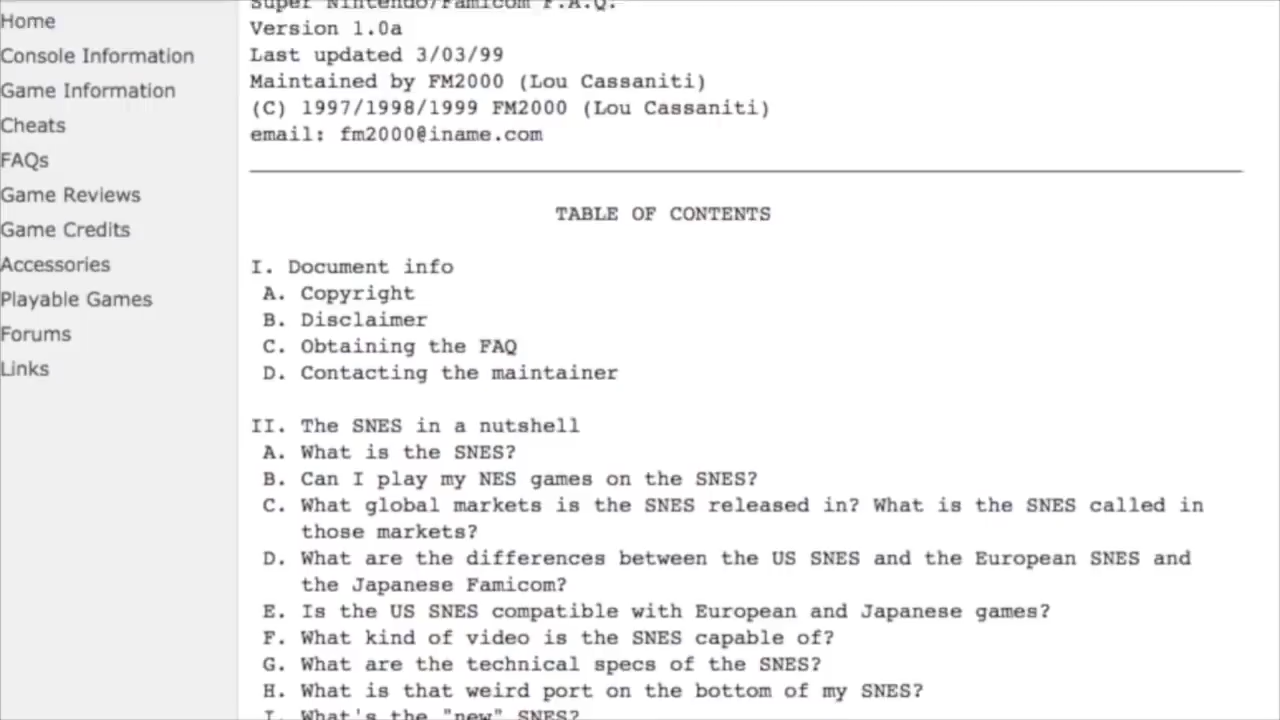 Home
Console Information
Game Information
Cheats
FAQs
Game Reviews
Game Credits
Accessories
Playable Games
Forums
Links
Super Nintendo/Famicom F.A.Q.
Version 1.0a
Last updated 3/03/99
Maintained by FM2000 (Lou Cassaniti)
(C) 1997/1998/1999 FM2000 (Lou Cassaniti)
email: fm2000@iname.com
TABLE OF CONTENTS
I. Document info
A. Copyright
B. Disclaimer
C. Obtaining the FAQ
D. Contacting the maintainer
II. The SNES in a nutshell
A. What is the SNES?
B. Can I play my NES games on the SNES?
C. What global markets is the SNES released in? What is the SNES called in
those markets?
D. What are the differences between the US SNES and the European SNES and
the Japanese Famicom?
E. Is the US SNES compatible with European and Japanese games?
F. What kind of video is the SNES capable of?
G. What are the technical specs of the SNES?
H. What is that weird port on the bottom of my SNES?
I. What's the "new" SNES?